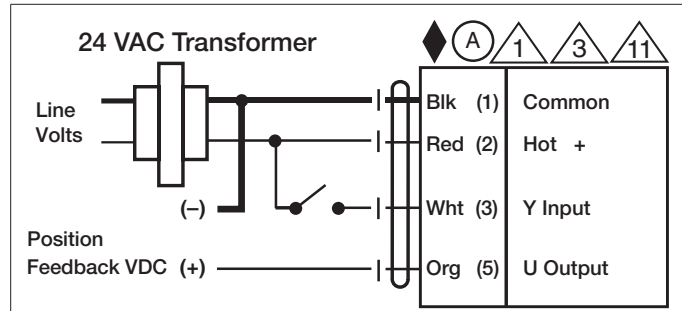 24 VAC Transformer
A 1 3 11
Line
Volts
Blk (1) Common
Red (2) Hot +
(–)
Wht (3) Y Input
Position
Feedback VDC (+)
Org (5) U Output